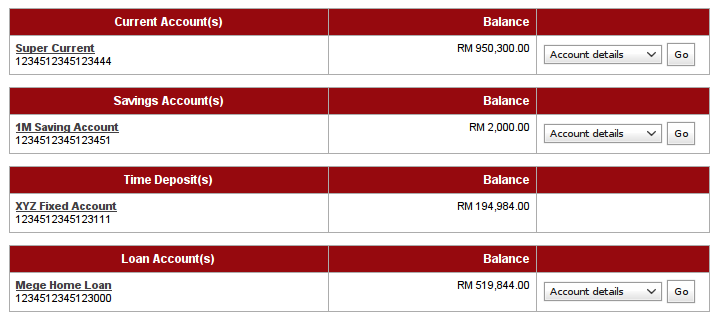 Current Account(s) Balance
Super Current RM 950,300.00 Account details Go
1234512345123444
Savings Account(s) Balance
1M Saving Account RM 2,000.00 Account details Go
1234512345123451
Time Deposit(s) Balance
XYZ Fixed Account RM 194,984.00
1234512345123111
Loan Account(s) Balance
Mege Home Loan RM 519,844.00 Account details Go
1234512345123000